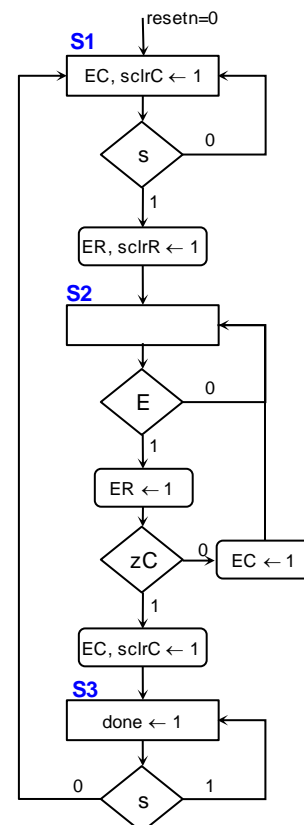 resetn=0
S1
EC, sclrC ← 1
s
0
1
ER, sclrR ← 1
S2
E
0
1
ER ← 1
zC
0
EC ← 1
1
EC, sclrC ← 1
S3
done ← 1
0
s
1